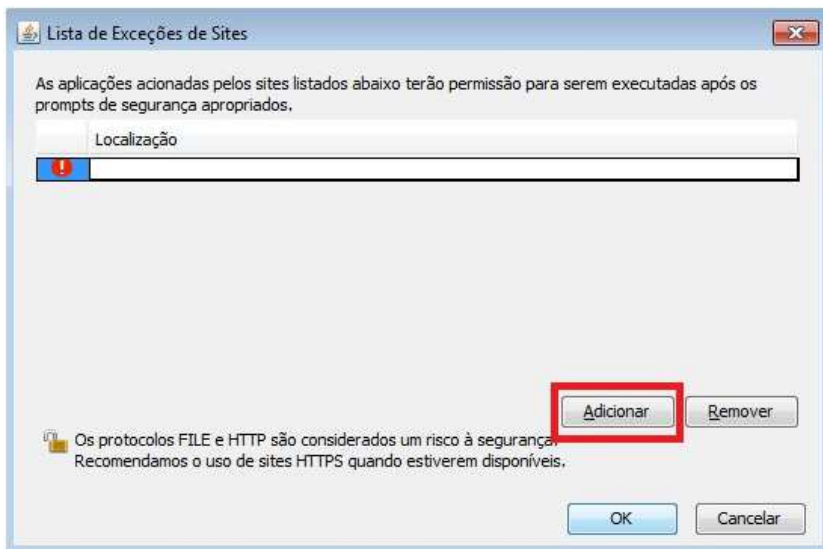 Lista de Exceções de Sites
As aplicações acionadas pelos sites listados abaixo terão permissão para serem executadas após os
prompts de segurança apropriados.
Localização
Adicionar
Remover
Os protocolos FILE e HTTP são considerados um risco à segurança.
Recomendamos o uso de sites HTTPS quando estiverem disponíveis.
OK
Cancelar